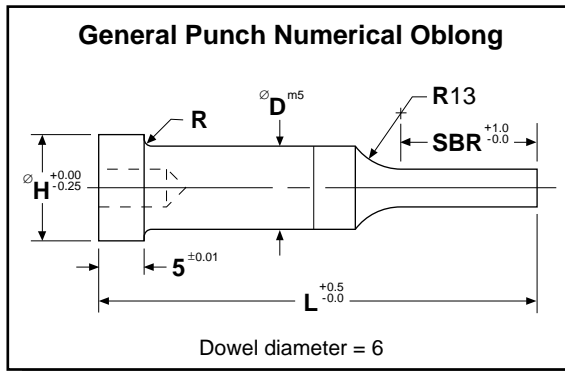 General Punch Numerical Oblong
R
∅D m5
R13
SBR +1.0 -0.0
∅H +0.00 -0.25
5 ±0.01
L +0.5 -0.0
Dowel diameter = 6